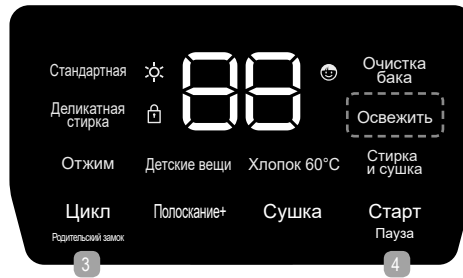 Стандартная
88
Очистка
бака
Деликатная
стирка
Освежить
Отжим
Детские вещи
Хлопок 60°C
Стирка
и сушка
Цикл
Полоскание+
Сушка
Старт
Родительский замок
Пауза
3
4